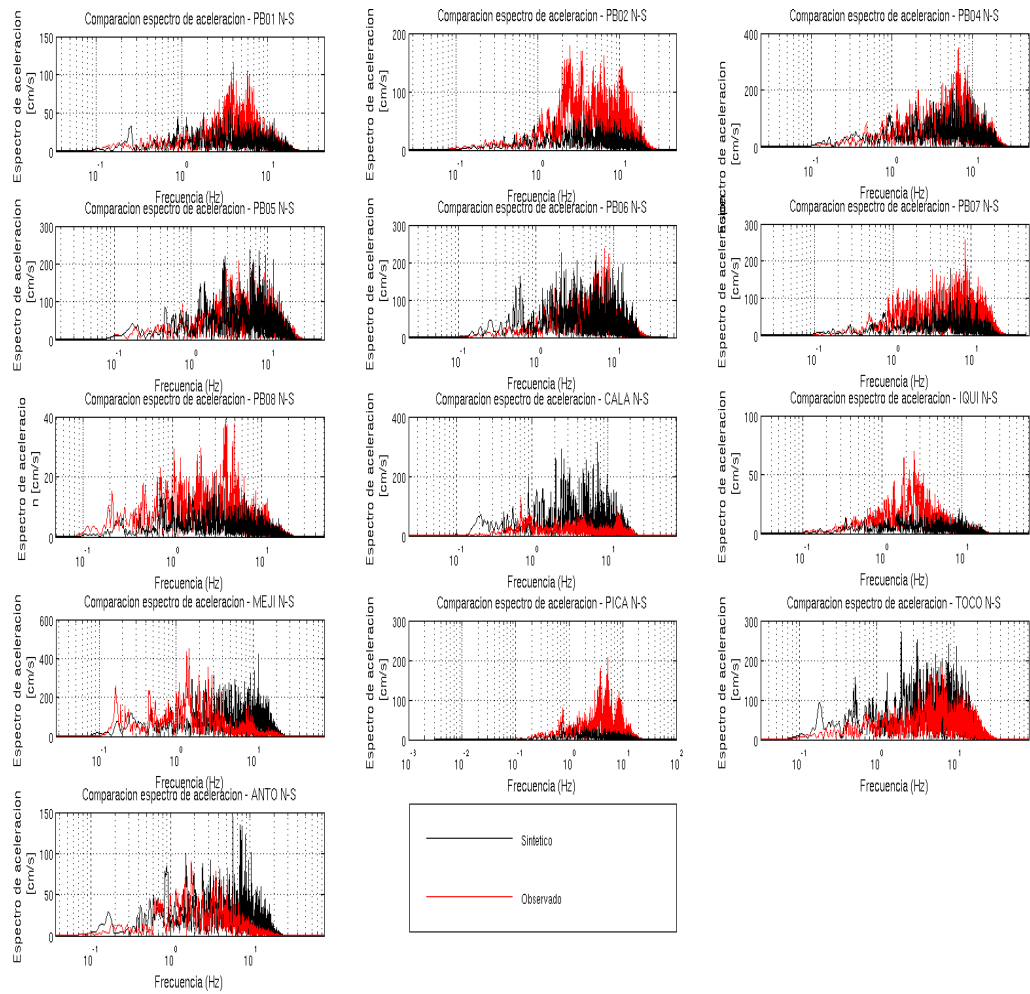 Comparacion espectro de aceleracion - PB01 N-S
Espectro de aceleracion
[cm/s]
150
100
50
0
10 -1
10 0
10 1
Frecuencia (Hz)
Comparacion espectro de aceleracion - PB02 N-S
Espectro de aceleracion
[cm/s]
200
150
100
50
0
10 -1
10 0
10 1
Frecuencia (Hz)
Comparacion espectro de aceleracion - PB04 N-S
Espectro de aceleracion
[cm/s]
400
300
200
100
0
10 -1
10 0
10 1
Frecuencia (Hz)
Comparacion espectro de aceleracion - PB05 N-S
Espectro de aceleracion
[cm/s]
300
200
100
0
10 -1
10 0
10 1
Frecuencia (Hz)
Comparacion espectro de aceleracion - PB06 N-S
Espectro de aceleracion
[cm/s]
300
200
100
0
10 -1
10 0
10 1
Frecuencia (Hz)
Comparacion espectro de aceleracion - PB07 N-S
Espectro de aceleracion
[cm/s]
300
200
100
0
10 -1
10 0
10 1
Frecuencia (Hz)
Comparacion espectro de aceleracion - PB08 N-S
Espectro de aceleracio
n [cm/s]
40
20
0
10 -1
10 0
10 1
Frecuencia (Hz)
Comparacion espectro de aceleracion - CALA N-S
Espectro de aceleracion
[cm/s]
400
200
0
10 -1
10 0
10 1
Frecuencia (Hz)
Comparacion espectro de aceleracion - IQUI N-S
Espectro de aceleracion
[cm/s]
100
50
0
10 -1
10 0
10 1
Frecuencia (Hz)
Comparacion espectro de aceleracion - MEJI N-S
Espectro de aceleracion
[cm/s]
600
400
200
0
10 -1
10 0
10 1
Frecuencia (Hz)
Comparacion espectro de aceleracion - PICA N-S
Espectro de aceleracion
[cm/s]
300
200
100
0
10 -3
10 -2
10 -1
10 0
10 1
10 2
Frecuencia (Hz)
Comparacion espectro de aceleracion - TOCO N-S
Espectro de aceleracion
[cm/s]
300
200
100
0
10 -1
10 0
10 1
Frecuencia (Hz)
Comparacion espectro de aceleracion - ANTO N-S
Espectro de aceleracion
[cm/s]
150
100
50
0
10 -1
10 0
10 1
Frecuencia (Hz)
Sintetico
Observado